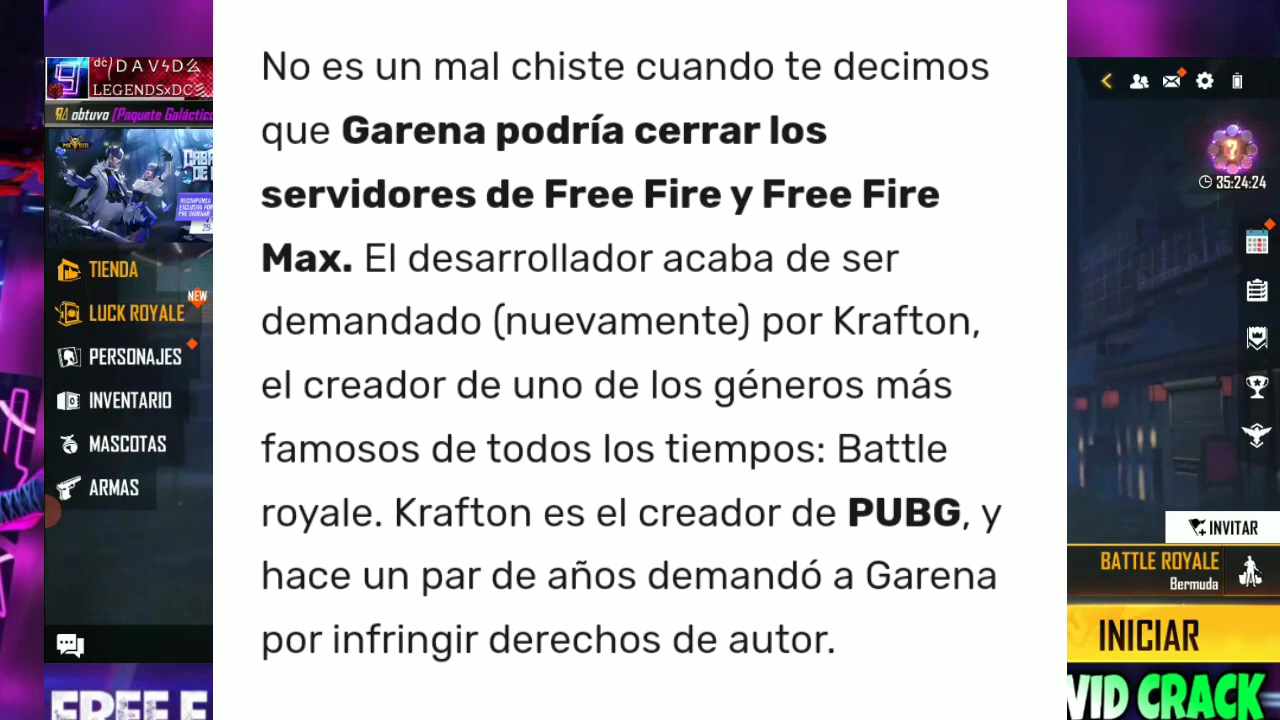 No es un mal chiste cuando te decimos
que Garena podría cerrar los
servidores de Free Fire y Free Fire
Max. El desarrollador acaba de ser
demandado (nuevamente) por Krafton,
el creador de uno de los géneros más
famosos de todos los tiempos: Battle
royale. Krafton es el creador de PUBG, y
hace un par de años demandó a Garena
por infringir derechos de autor.
LEGENDSxDC
obtuvo [Paquete Galáctico
TIENDA
LUCK ROYALE
NEW
PERSONAJES
INVENTARIO
MASCOTAS
ARMAS
FREE F
35:24:24
INVITAR
BATTLE ROYALE
Bermuda
INICIAR
VID CRACK